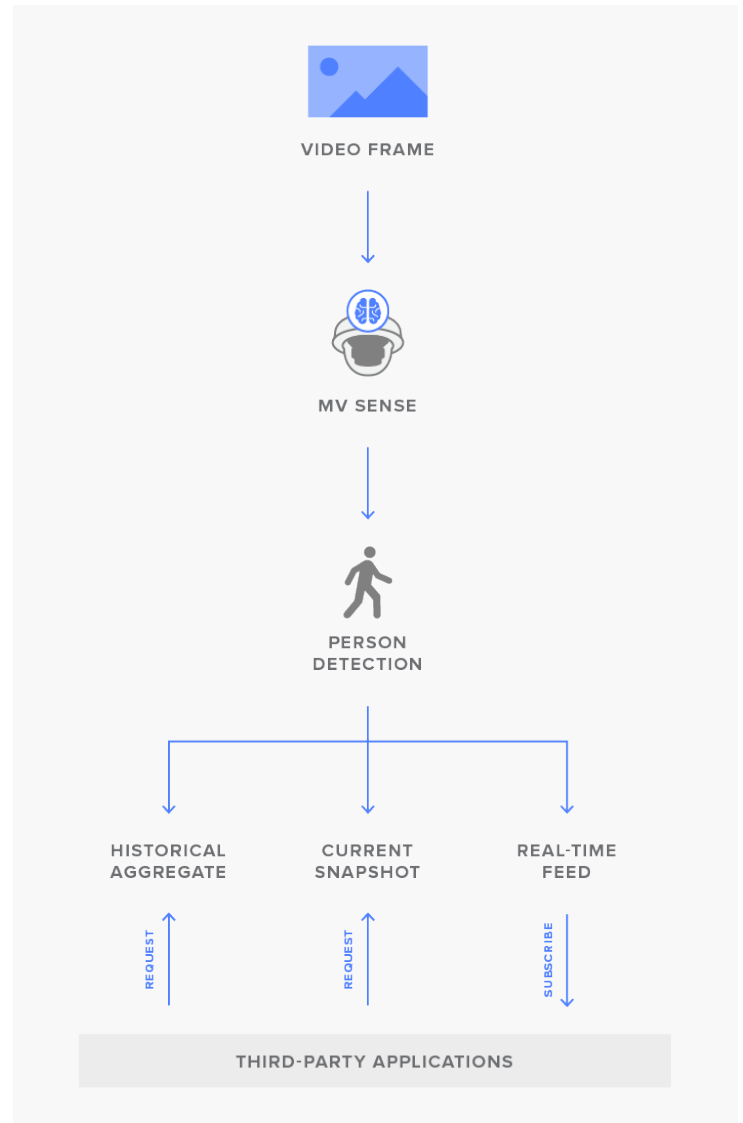 VIDEO FRAME
MV SENSE
PERSON
DETECTION
HISTORICAL
AGGREGATE
CURRENT
SNAPSHOT
REAL-TIME
FEED
REQUEST
REQUEST
SUBSCRIBE
THIRD-PARTY APPLICATIONS